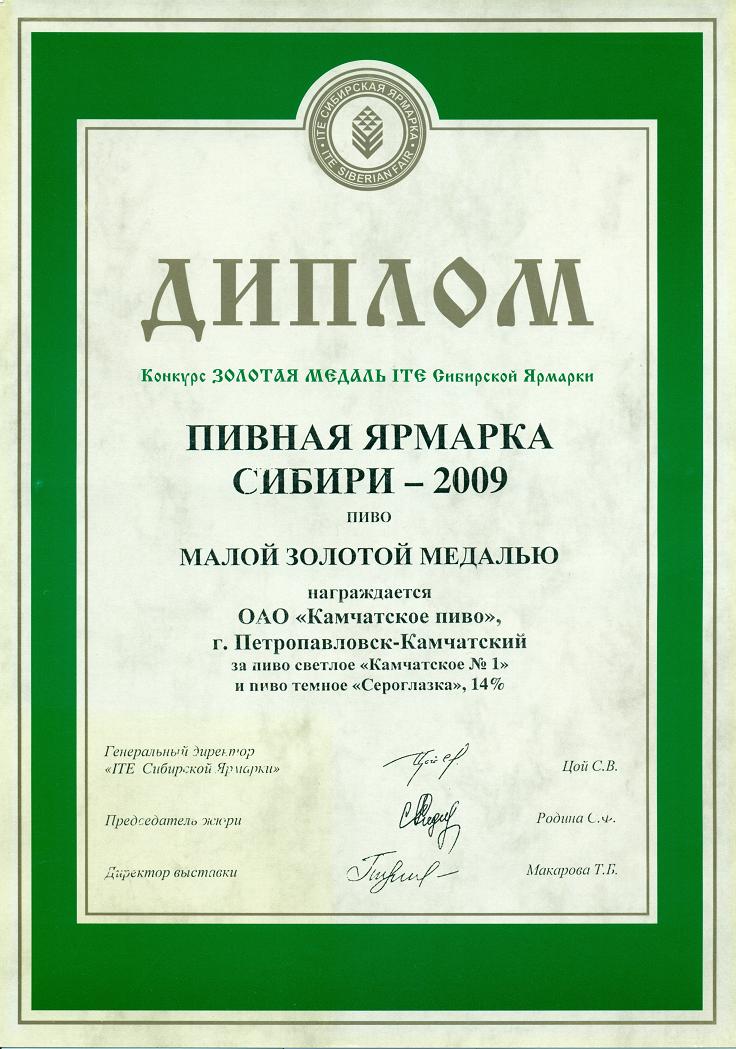 ITE СИБИРСКАЯ ЯРМАРКА
ITE SIBERIAN FAIR
ДИПЛОМ
Конкурс ЗОЛОТАЯ МЕДАЛЬ ITE Сибирской Ярмарки
ПИВНАЯ ЯРМАРКА
СИБИРИ – 2009
ПИВО
МАЛОЙ ЗОЛОТОЙ МЕДАЛЬЮ
награждается
ОАО «Камчатское пиво»,
г. Петропавловск-Камчатский
за пиво светлое «Камчатское № 1»
и пиво темное «Сероглазка», 14%
Генеральный директор
«ITE Сибирской Ярмарки»
Цой С.В.
Председатель жюри
Родина С.Ф.
Директор выставки
Макарова Т.Б.